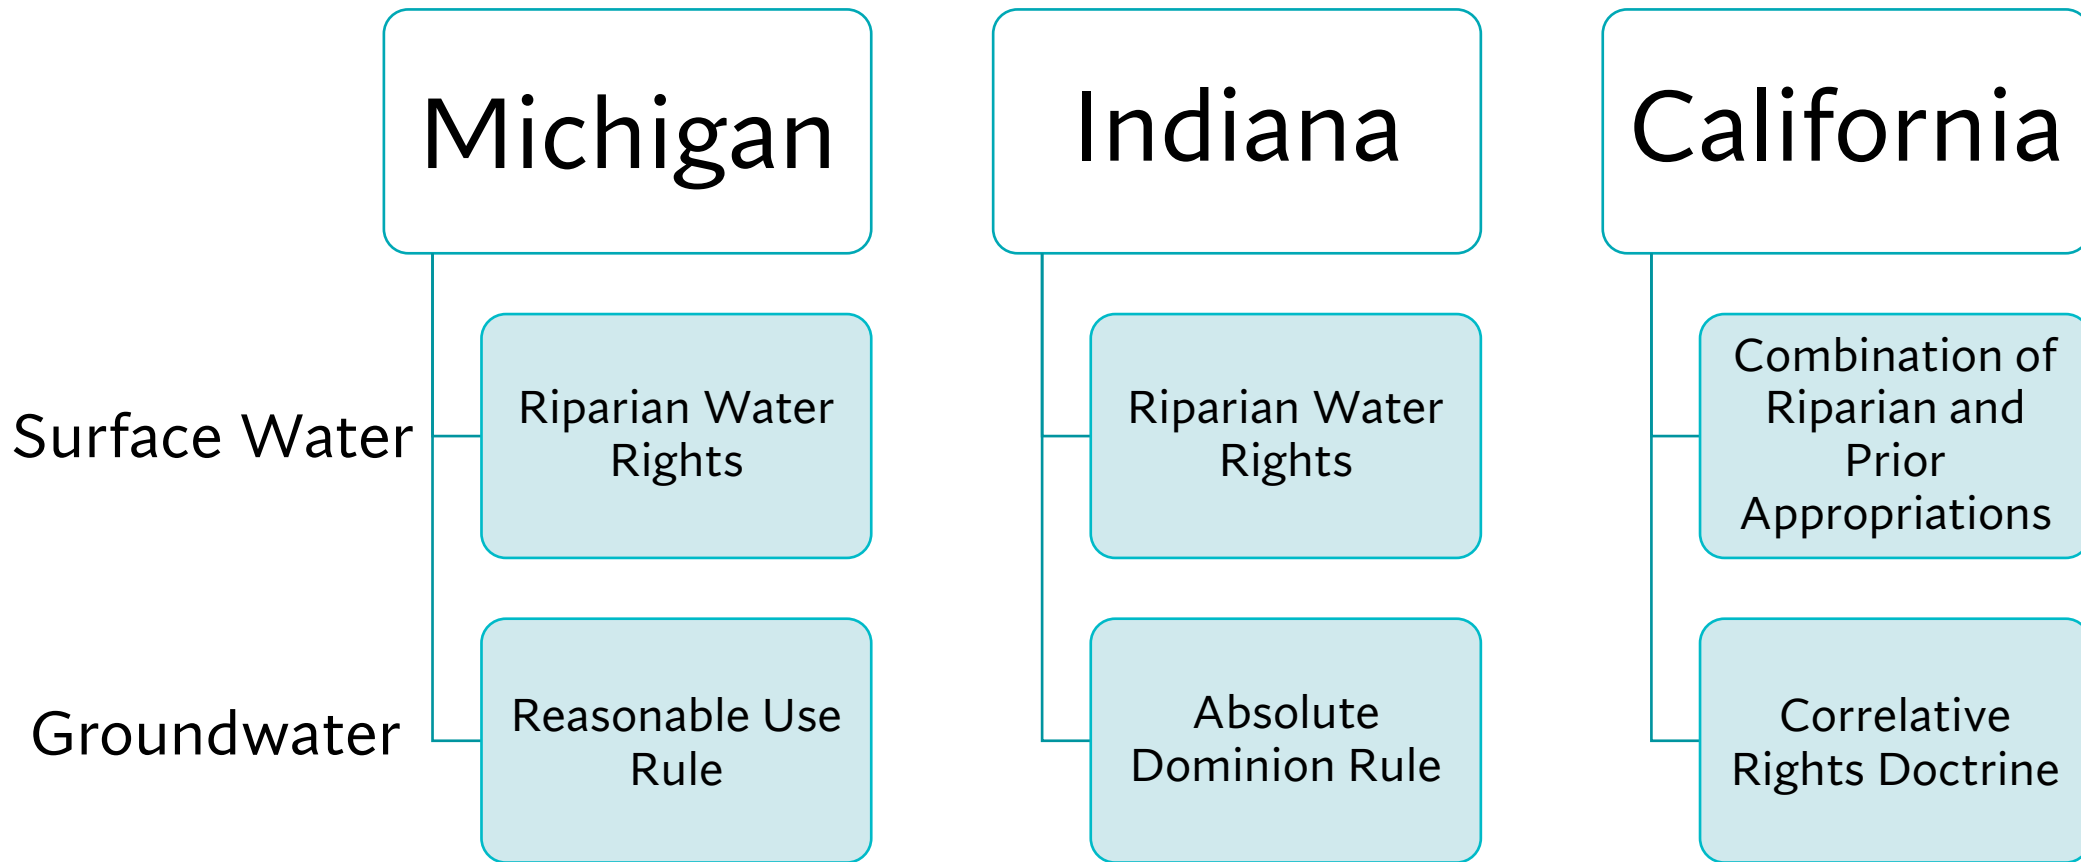 Michigan
Indiana
California
Surface Water
Riparian Water
Rights
Riparian Water
Rights
Combination of
Riparian and
Prior
Appropriations
Groundwater
Reasonable Use
Rule
Absolute
Dominion Rule
Correlative
Rights Doctrine